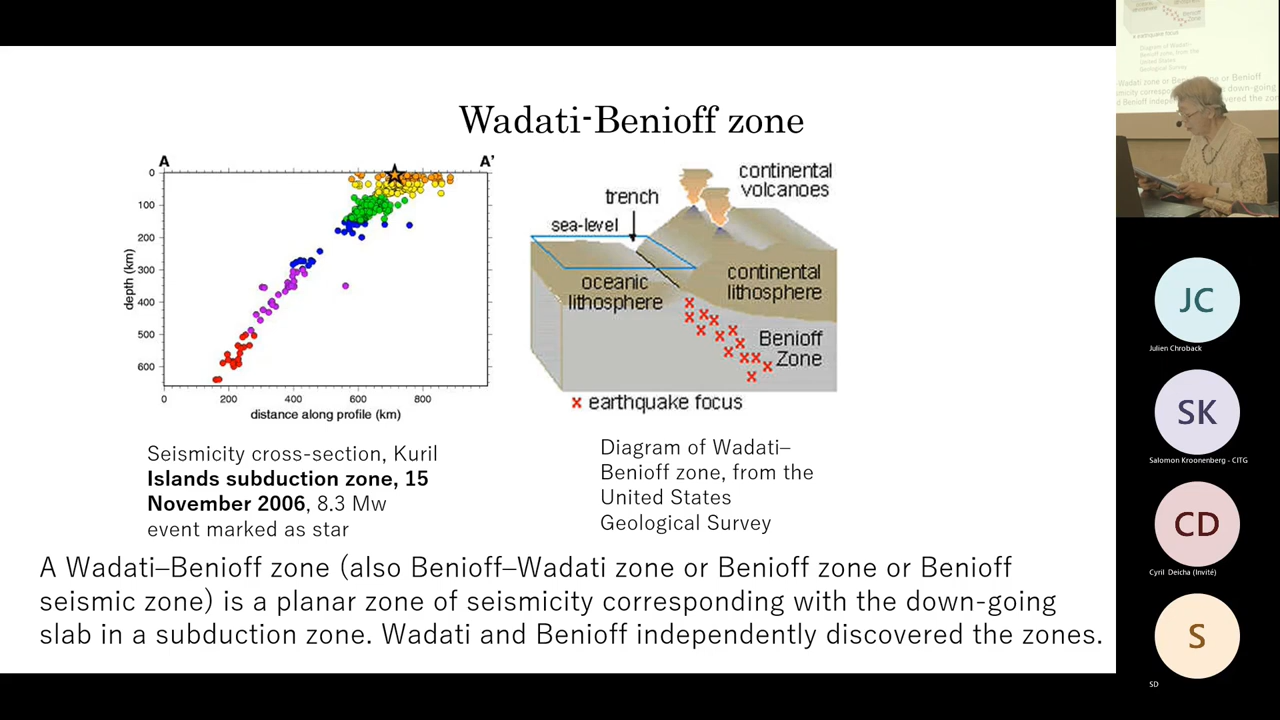 Wadati-Benioff zone
A
A'
0
100
200
300
400
500
600
depth (km)
0
200
400
600
800
distance along profile (km)
continental
volcanoes
trench
sea-level
oceanic
lithosphere
continental
lithosphere
Benioff
Zone
x earthquake focus
Seismicity cross-section, Kuril
Islands subduction zone, 15
November 2006, 8.3 Mw
event marked as star
Diagram of Wadati–
Benioff zone, from the
United States
Geological Survey
A Wadati–Benioff zone (also Benioff–Wadati zone or Benioff zone or Benioff
seismic zone) is a planar zone of seismicity corresponding with the down-going
slab in a subduction zone. Wadati and Benioff independently discovered the zones.
JC
Julien Chroback
SK
Salomon Kroonenberg - CITG
CD
Cyril Deicha (Invité)
S
SD